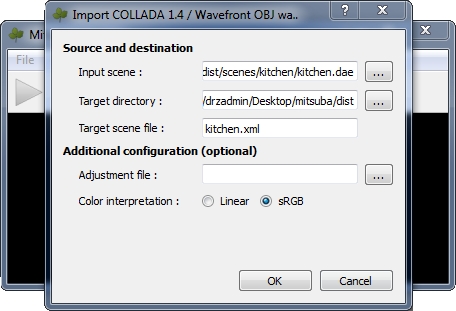 Import COLLADA 1.4 / Wavefront OBJ wa..
Mi
File
Source and destination
Input scene : dist/scenes/kitchen/kitchen.dae ...
Target directory : /drzadmin/Desktop/mitsuba/dist ...
Target scene file : kitchen.xml
Additional configuration (optional)
Adjustment file : ...
Color interpretation : Linear sRGB
OK Cancel